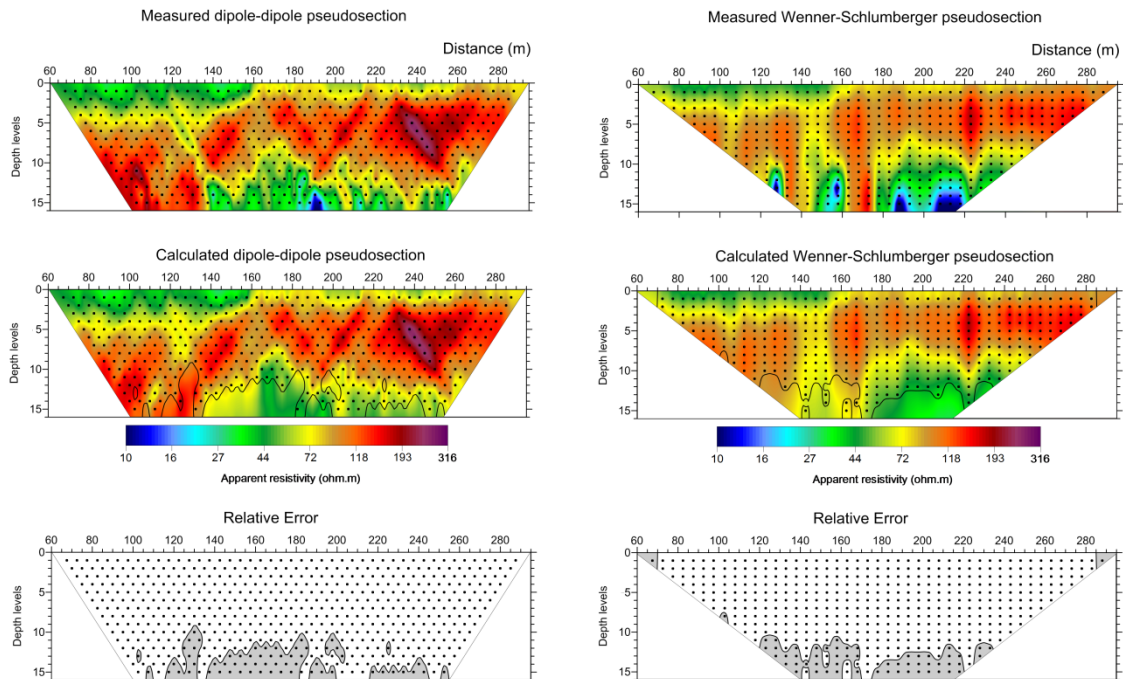 Measured dipole-dipole pseudosection
Distance (m)
60 80 100 120 140 160 180 200 220 240 260 280
Depth levels
0
5
10
15
Measured Wenner-Schlumberger pseudosection
Distance (m)
60 80 100 120 140 160 180 200 220 240 260 280
Depth levels
0
5
10
15
Calculated dipole-dipole pseudosection
60 80 100 120 140 160 180 200 220 240 260 280
Depth levels
0
5
10
15
10 16 27 44 72 118 193 316
Apparent resistivity (ohm.m)
Calculated Wenner-Schlumberger pseudosection
60 80 100 120 140 160 180 200 220 240 260 280
Depth levels
0
5
10
15
10 16 27 44 72 118 193 316
Apparent resistivity (ohm.m)
Relative Error
60 80 100 120 140 160 180 200 220 240 260 280
Depth levels
0
5
10
15
Relative Error
60 80 100 120 140 160 180 200 220 240 260 280
Depth levels
0
5
10
15